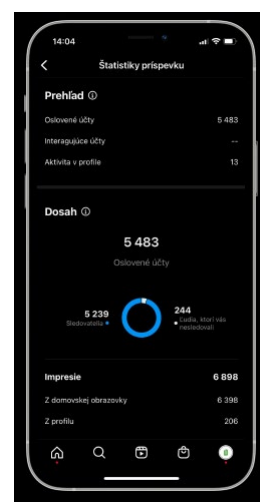 14:04
Štatistiky príspevku
Prehľad
Oslovené účty 5 483
Interagujúce účty --
Aktivita v profile 13
Dosah
5 483
Oslovené účty
5 239
Sledovatelia
244
Ľudia, ktorí vás
nesledovali
Impresie 6 898
Z domovskej obrazovky 6 398
Z profilu 206